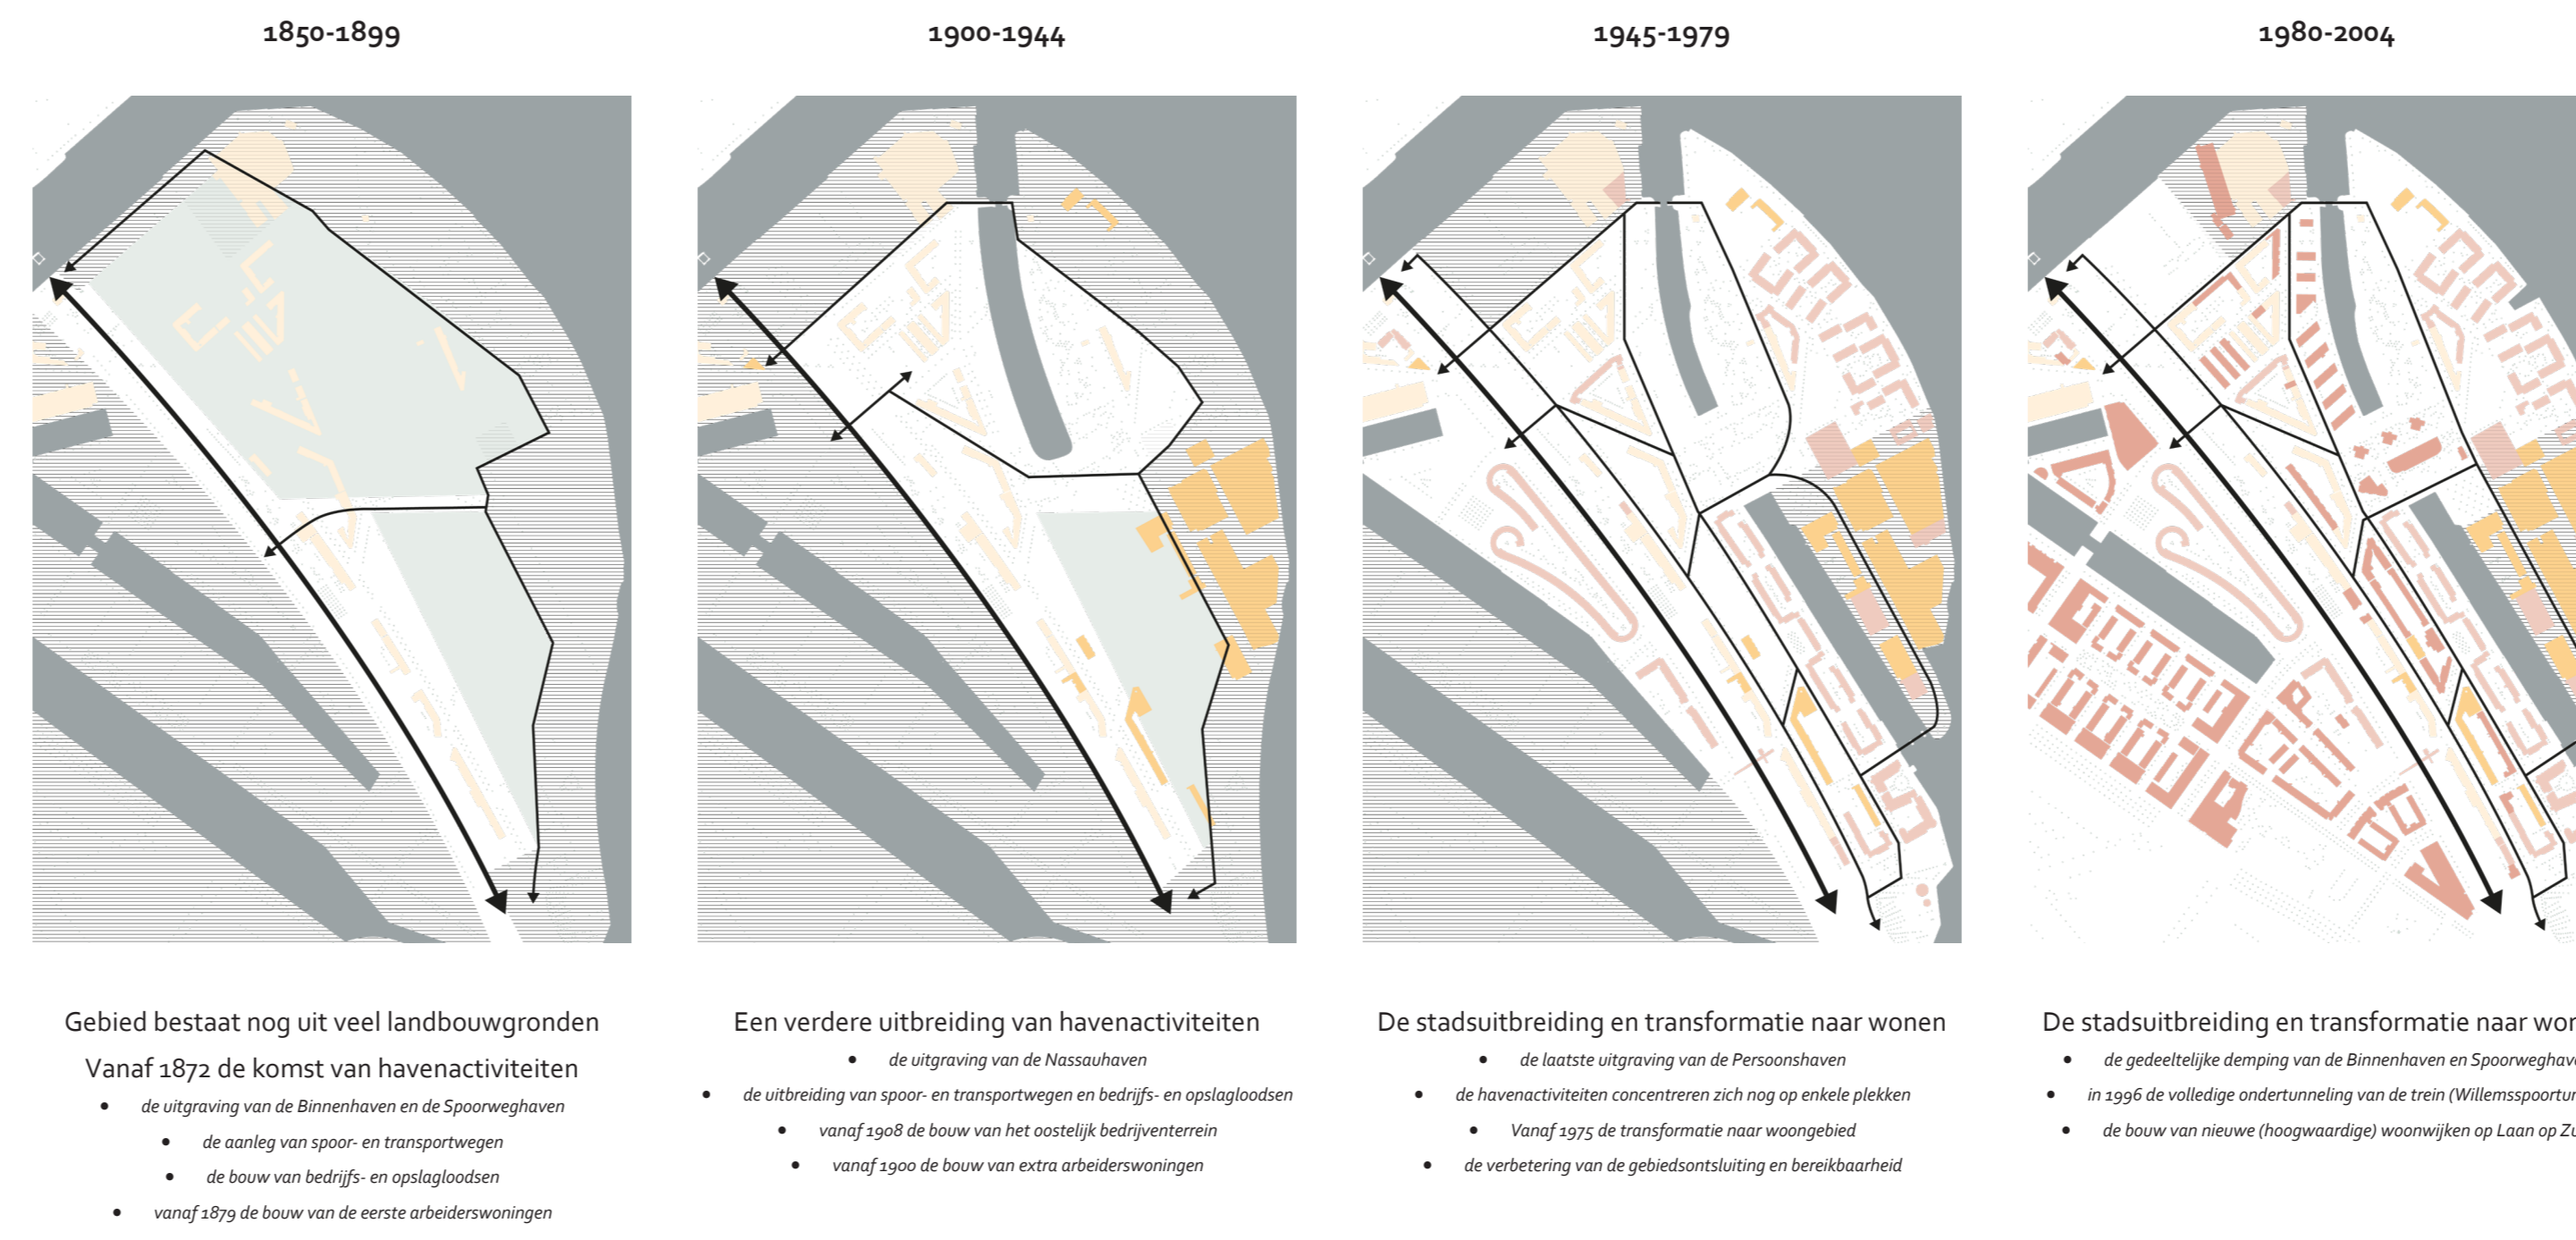 1850-1899
Gebied bestaat nog uit veel landbouwgronden
Vanaf 1872 de komst van havenactiviteiten
• de uitgraving van de Binnenhaven en de Spoorweghaven
• de aanleg van spoor- en transportwegen
• de bouw van bedrijfs- en opslagloodsen
• vanaf 1879 de bouw van de eerste arbeiderswoningen
1900-1944
Een verdere uitbreiding van havenactiviteiten
• de uitgraving van de Nassauhaven
• de uitbreiding van spoor- en transportwegen en bedrijfs- en opslagloodsen
• vanaf 1908 de bouw van het oostelijk bedrijventerrein
• vanaf 1900 de bouw van extra arbeiderswoningen
1945-1979
De stadsuitbreiding en transformatie naar wonen
• de laatste uitgraving van de Persoonshaven
• de havenactiviteiten concentreren zich nog op enkele plekken
• Vanaf 1975 de transformatie naar woongebied
• de verbetering van de gebiedsontsluiting en bereikbaarheid
1980-2004
De stadsuitbreiding en transformatie naar
• de gedeeltelijke demping van de Binnenhaven en
• in 1996 de volledige ondertunneling van de trein
• de bouw van nieuwe (hoogwaardige) woonwijken op Laan op